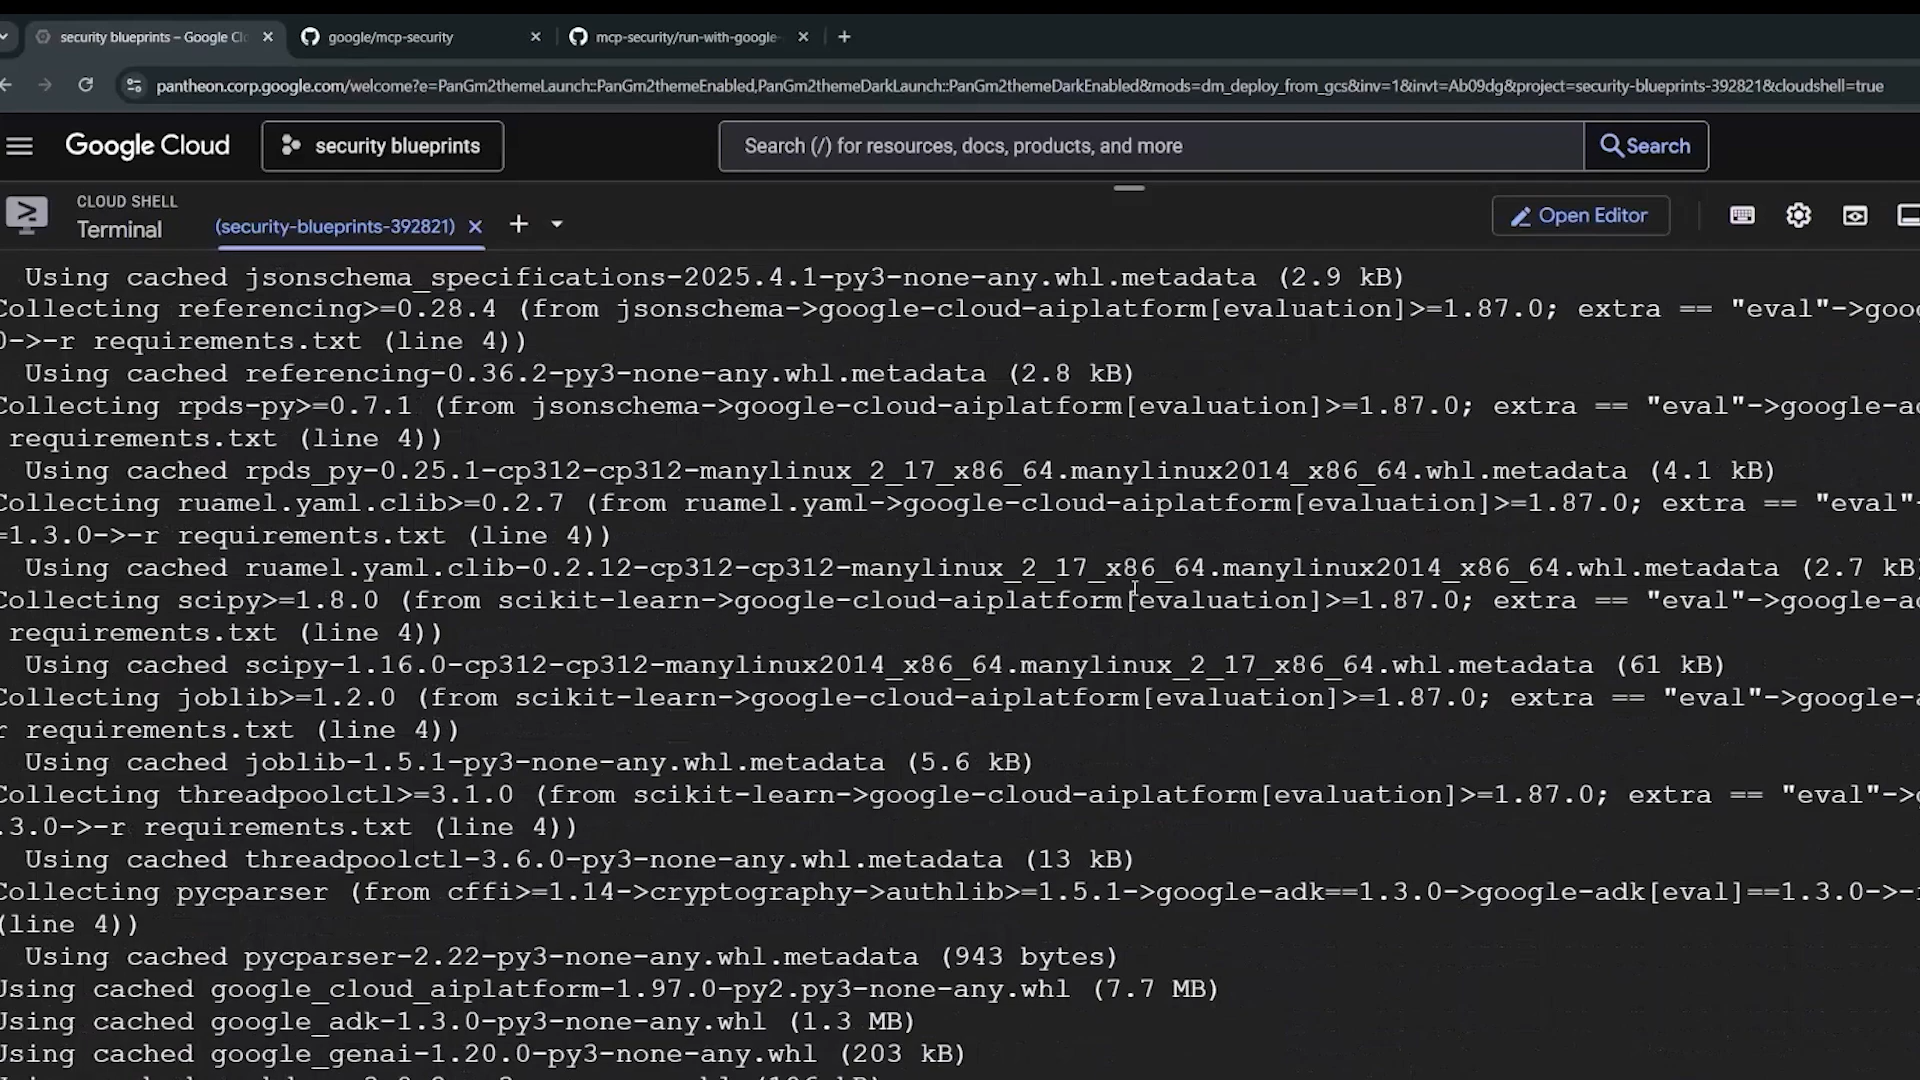 security blueprints – Google Cl
google/mcp-security
mcp-security/run-with-google-
pantheon.corp.google.com/welcome?e=PanGm2themeLaunch::PanGm2themeEnabled,PanGm2themeDarkLaunch::PanGm2themeDarkEnabled&mods=dm_deploy_from_gcs&inv=1&invt=Ab09dg&project=security-blueprints-392821&cloudshell=true
Google Cloud
security blueprints
Search (/) for resources, docs, products, and more
Search
CLOUD SHELL
Terminal
(security-blueprints-392821)
Open Editor
Using cached jsonschema_specifications-2025.4.1-py3-none-any.whl.metadata (2.9 kB)
Collecting referencing>=0.28.4 (from jsonschema->google-cloud-aiplatform[evaluation]>=1.87.0; extra == "eval"->goo
0->-r requirements.txt (line 4))
Using cached referencing-0.36.2-py3-none-any.whl.metadata (2.8 kB)
Collecting rpds-py>=0.7.1 (from jsonschema->google-cloud-aiplatform[evaluation]>=1.87.0; extra == "eval"->google-a
requirements.txt (line 4))
Using cached rpds_py-0.25.1-cp312-cp312-manylinux_2_17_x86_64.manylinux2014_x86_64.whl.metadata (4.1 kB)
Collecting ruamel.yaml.clib>=0.2.7 (from ruamel.yaml->google-cloud-aiplatform[evaluation]>=1.87.0; extra == "eval"-
=1.3.0->-r requirements.txt (line 4))
Using cached ruamel.yaml.clib-0.2.12-cp312-cp312-manylinux_2_17_x86_64.manylinux2014_x86_64.whl.metadata (2.7 kB)
Collecting scipy>=1.8.0 (from scikit-learn->google-cloud-aiplatform[evaluation]>=1.87.0; extra == "eval"->google-a
requirements.txt (line 4))
Using cached scipy-1.16.0-cp312-cp312-manylinux2014_x86_64.manylinux_2_17_x86_64.whl.metadata (61 kB)
Collecting joblib>=1.2.0 (from scikit-learn->google-cloud-aiplatform[evaluation]>=1.87.0; extra == "eval"->google-a
r requirements.txt (line 4))
Using cached joblib-1.5.1-py3-none-any.whl.metadata (5.6 kB)
Collecting threadpoolctl>=3.1.0 (from scikit-learn->google-cloud-aiplatform[evaluation]>=1.87.0; extra == "eval"->
.3.0->-r requirements.txt (line 4))
Using cached threadpoolctl-3.6.0-py3-none-any.whl.metadata (13 kB)
Collecting pycparser (from cffi>=1.14->cryptography->authlib>=1.5.1->google-adk==1.3.0->google-adk[eval]==1.3.0->-
(line 4))
Using cached pycparser-2.22-py3-none-any.whl.metadata (943 bytes)
Using cached google_cloud_aiplatform-1.97.0-py2.py3-none-any.whl (7.7 MB)
Using cached google_adk-1.3.0-py3-none-any.whl (1.3 MB)
Using cached google_genai-1.20.0-py3-none-any.whl (203 kB)